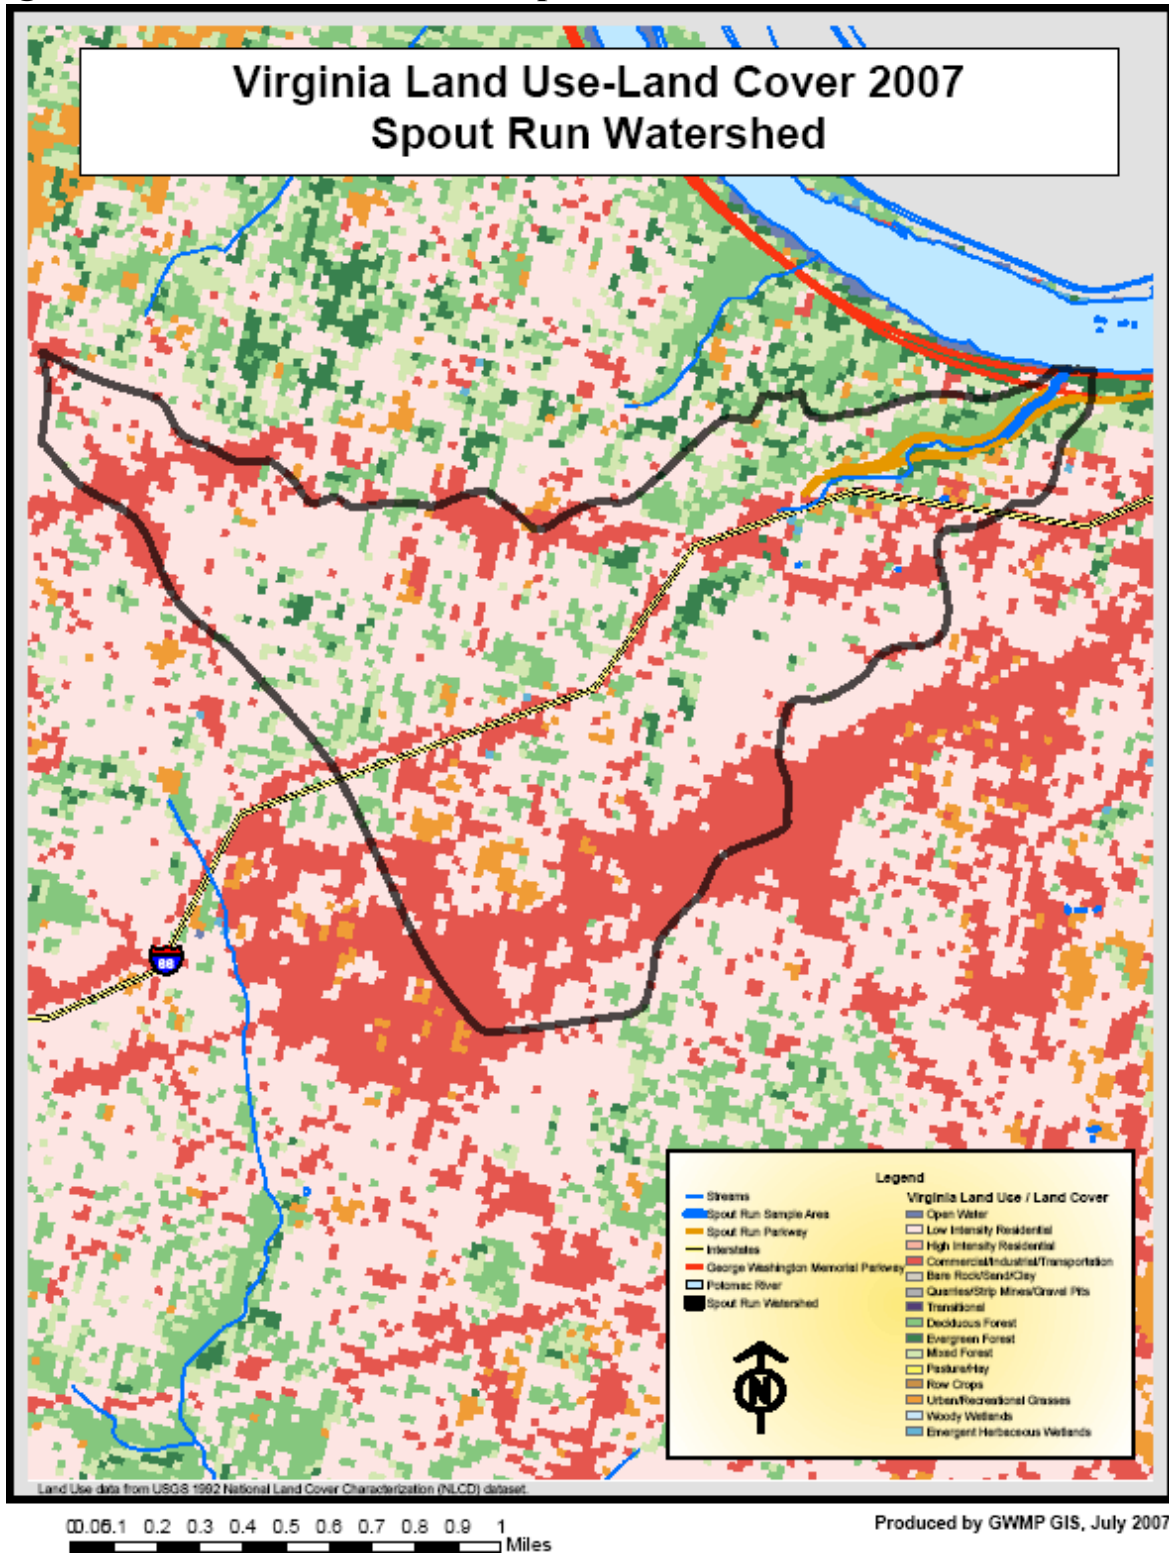 Virginia Land Use-Land Cover 2007
Spout Run Watershed
88
Legend
Streams
Spout Run Sample Area
Spout Run Parkway
Interstates
George Washington Memorial Parkway
Potomac River
Spout Run Watershed
N
Virginia Land Use / Land Cover
Open Water
Low Intensity Residential
High Intensity Residential
Commercial/Industrial/Transportation
Bare Rock/Sand/Clay
Quarries/Strip Mines/Gravel Pits
Transitional
Deciduous Forest
Evergreen Forest
Mixed Forest
Pasture/Hay
Row Crops
Urban/Recreational Grasses
Woody Wetlands
Emergent Herbaceous Wetlands
Land Use data from USGS 1992 National Land Cover Characterization (NLCD) dataset.
0.2 0.3 0.4 0.5 0.6 0.7 0.8 0.9 1
Miles
Produced by GWMP GIS, July 2007